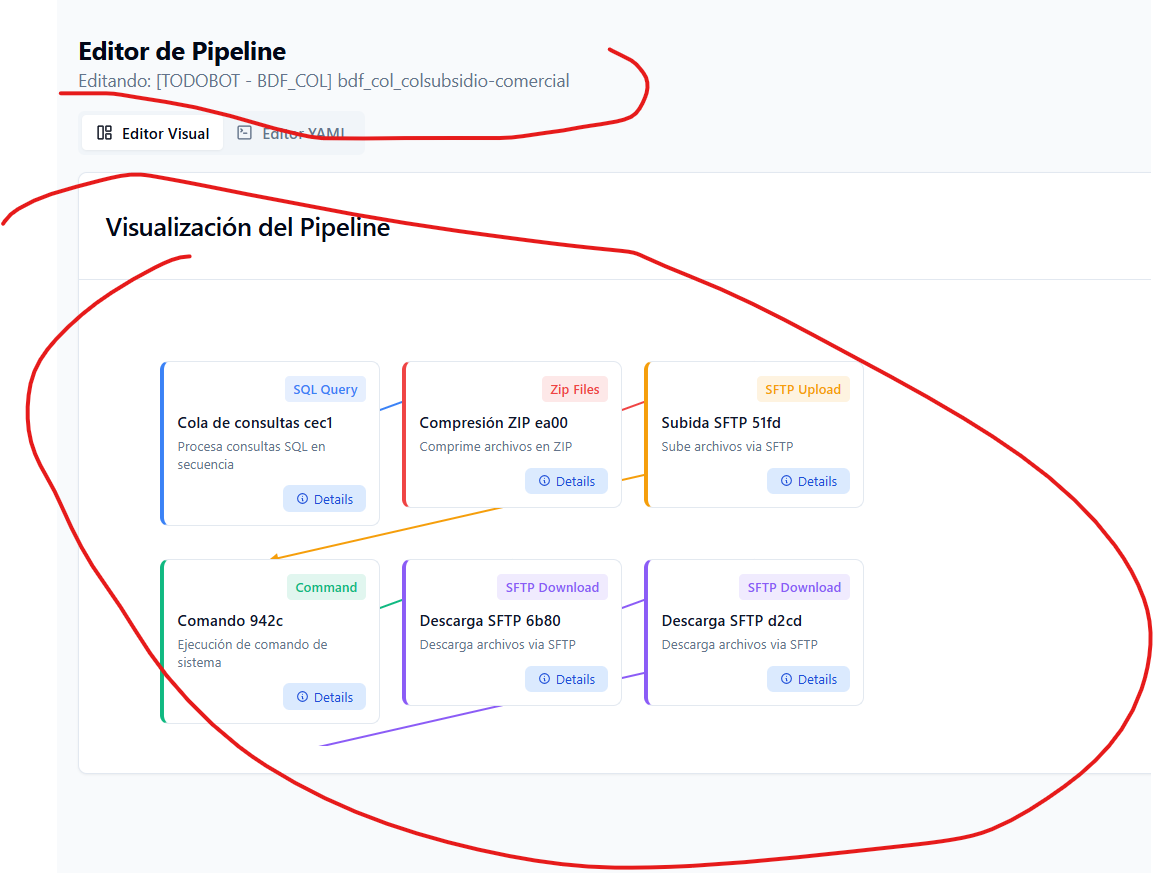 Editor de Pipeline
Editando: [TODOBOT - BDF_COL] bdf_col_colsubsidio-comercial
Editor Visual
Editor YAML
Visualización del Pipeline
SQL Query
Cola de consultas cec1
Procesa consultas SQL en
secuencia
Details
Zip Files
Compresión ZIP ea00
Comprime archivos en ZIP
Details
SFTP Upload
Subida SFTP 51fd
Sube archivos via SFTP
Details
Command
Comando 942c
Ejecución de comando de
sistema
Details
SFTP Download
Descarga SFTP 6b80
Descarga archivos via SFTP
Details
SFTP Download
Descarga SFTP d2cd
Descarga archivos via SFTP
Details